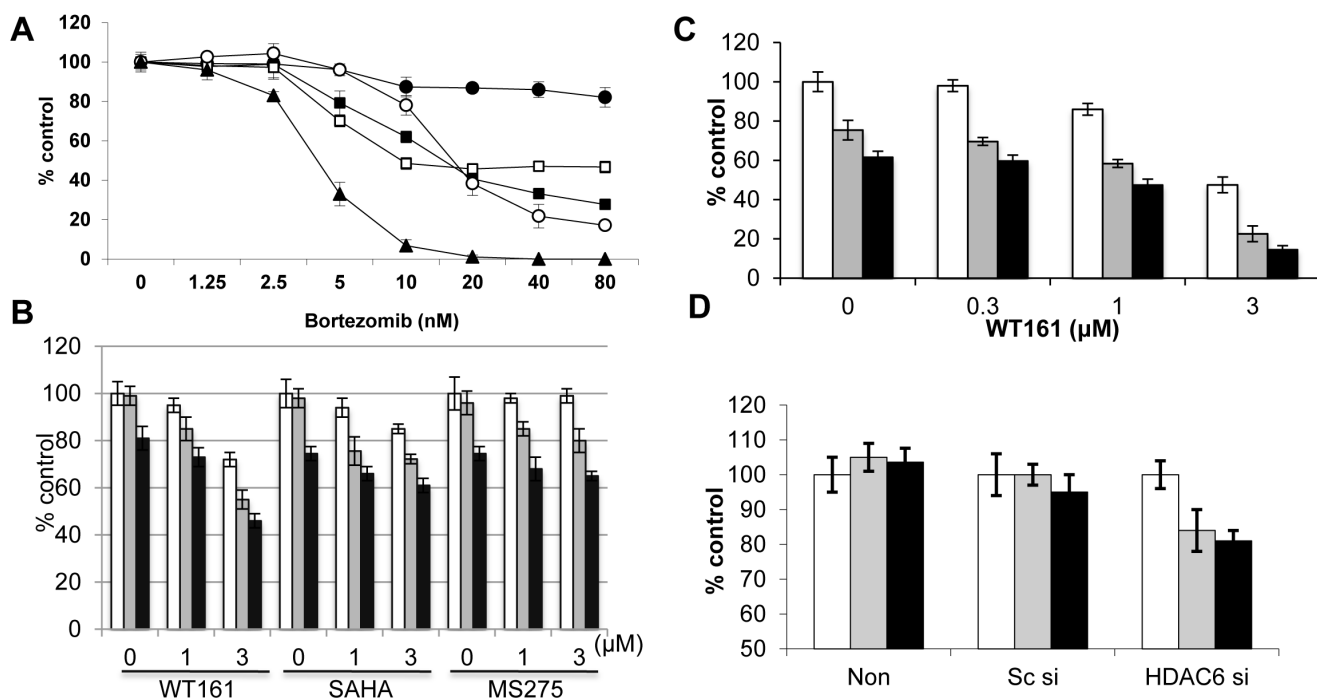 A
120
100
80
60
40
20
0
% control
0 1.25 2.5 5 10 20 40 80
Bortezomib (nM)
B
120
100
80
60
40
20
0
% control
0 1 3 0 1 3 0 1 3 (μM)
WT161 SAHA MS275
C
120
100
80
60
40
20
0
% control
0 0.3 1 3
WT161 (μM)
D
120
110
100
90
80
70
60
50
% control
Non Sc si HDAC6 si